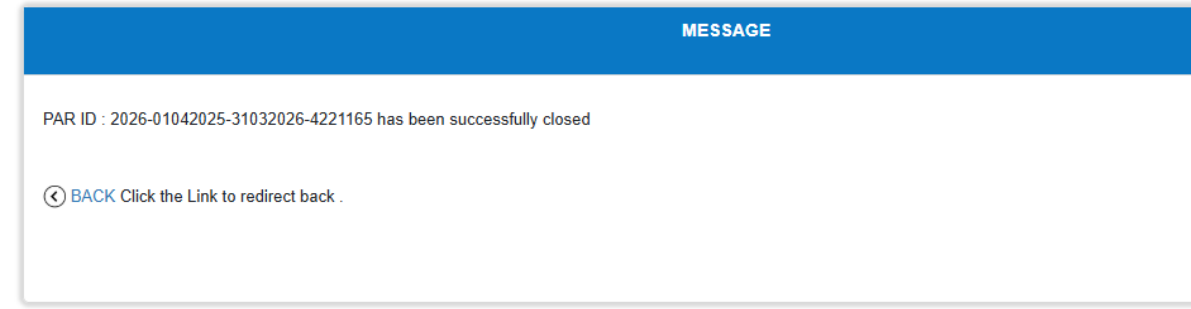 MESSAGE
PAR ID : 2026-01042025-31032026-4221165 has been successfully closed
BACK Click the Link to redirect back .